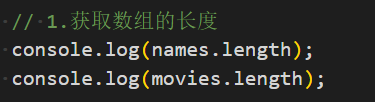 // 1.获取数组的长度
console.log(names.length);
console.log(movies.length);